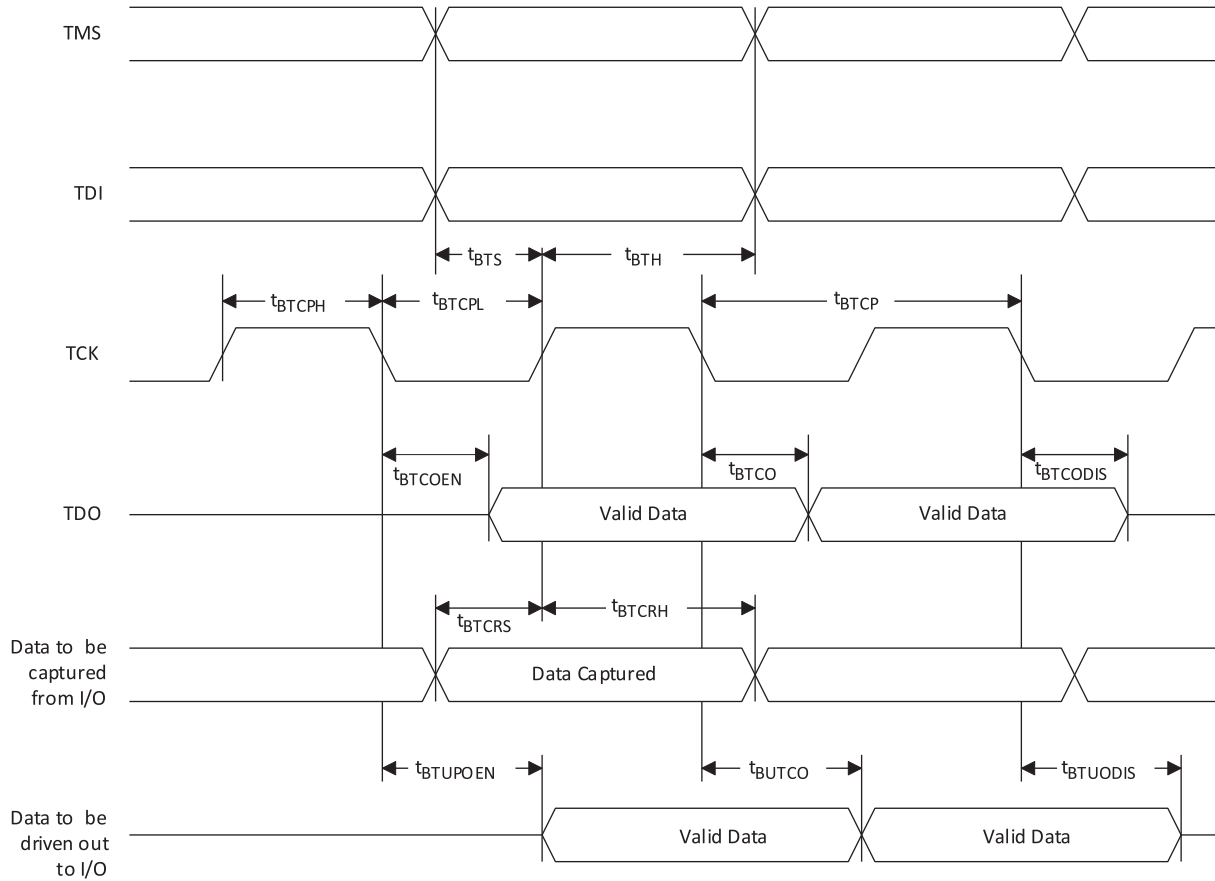 TMS
TDI
tBTS
tBTH
tBTCPH
tBTCPL
tBTCP
TCK
tBTCOEN
tBTCO
tBTCODIS
TDO
Valid Data
Valid Data
tBTCRS
tBTCRH
Data to be
captured
from I/O
Data Captured
tBTUPOEN
tBUTCO
tBTUODIS
Data to be
driven out
to I/O
Valid Data
Valid Data